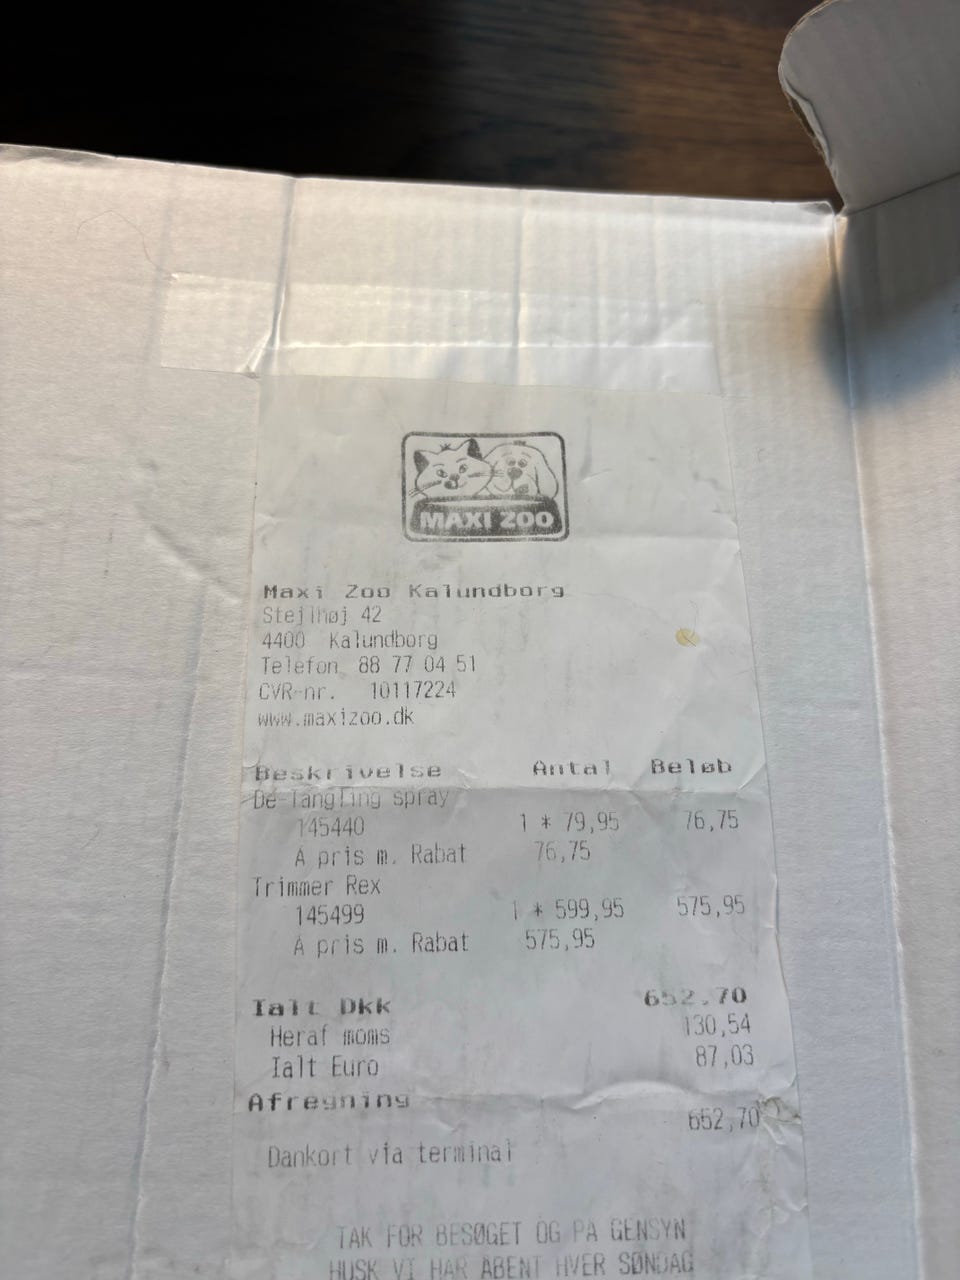 MAXI ZOO
Maxi Zoo Kalundborg
Stejlhøj 42
4400 Kalundborg
Telefon 88 77 04 51
CVR-nr. 10117224
www.maxizoo.dk
Beskrivelse Antal Beløb
De-Tangling spray
145440 1 * 79,95 76,75
A pris m. Rabat 76,75
Trimmer Rex
145499 1 * 599,95 575,95
A pris m. Rabat 575,95
Ialt Dkk 652,70
Heraf moms 130,54
Ialt Euro 87,03
Afregning
652,70
Dankort via terminal
TAK FOR BESØGET OG PÅ GENSYN
HUSK VI HAR ÅBENT HVER SØNDAG